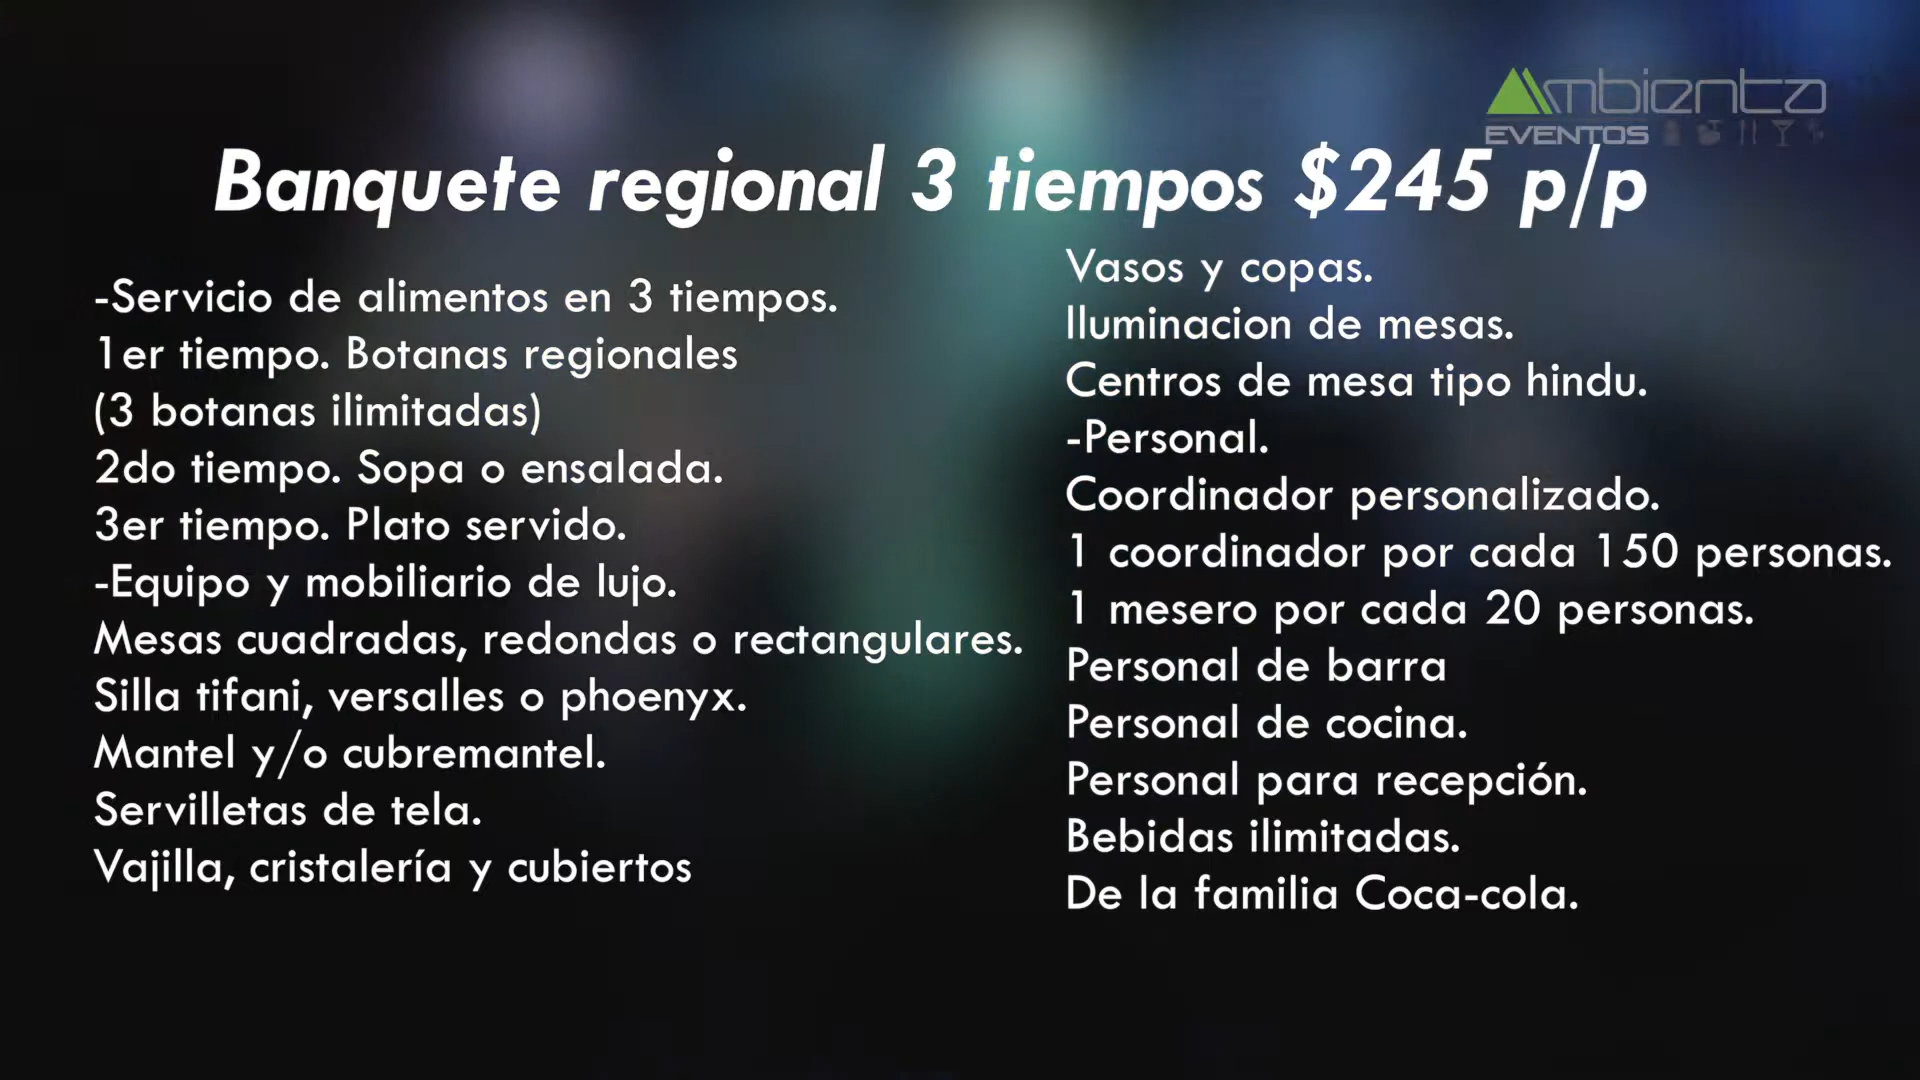 Ambienta
EVENTOS
Banquete regional 3 tiempos $245 p/p
-Servicio de alimentos en 3 tiempos.
1er tiempo. Botanas regionales
(3 botanas ilimitadas)
2do tiempo. Sopa o ensalada.
3er tiempo. Plato servido.
-Equipo y mobiliario de lujo.
Mesas cuadradas, redondas o rectangulares.
Silla tifani, versalles o phoenyx.
Mantel y/o cubremantel.
Servilletas de tela.
Vajilla, cristalería y cubiertos
Vasos y copas.
Iluminacion de mesas.
Centros de mesa tipo hindu.
-Personal.
Coordinador personalizado.
1 coordinador por cada 150 personas.
1 mesero por cada 20 personas.
Personal de barra
Personal de cocina.
Personal para recepción.
Bebidas ilimitadas.
De la familia Coca-cola.